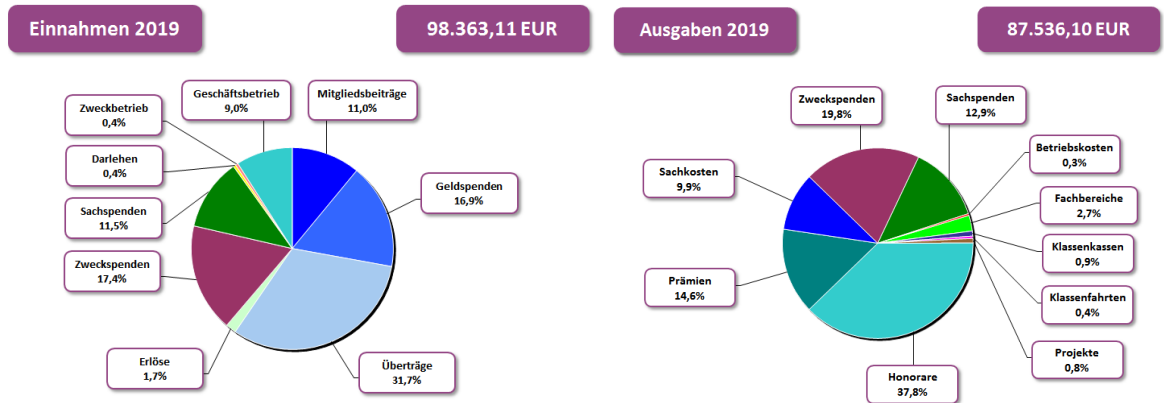 Einnahmen 2019
98.363,11 EUR
Ausgaben 2019
87.536,10 EUR
Geschäftsbetrieb
9,0%
Mitgliedsbeiträge
11,0%
Zweckbetrieb
0,4%
Darlehen
0,4%
Geldspenden
16,9%
Sachspenden
11,5%
Zweckspenden
17,4%
Erlöse
1,7%
Überträge
31,7%
Zweckspenden
19,8%
Sachspenden
12,9%
Betriebskosten
0,3%
Sachkosten
9,9%
Fachbereiche
2,7%
Klassenkassen
0,9%
Prämien
14,6%
Klassenfahrten
0,4%
Projekte
0,8%
Honorare
37,8%